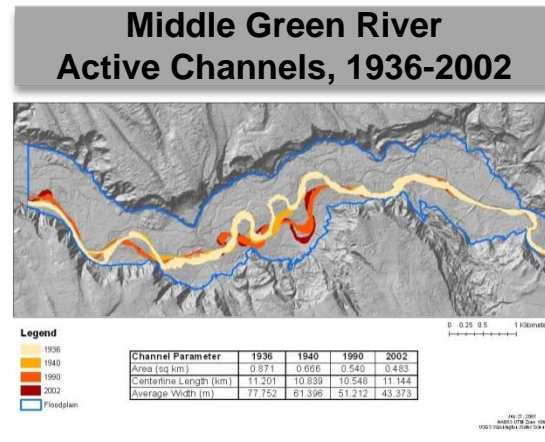 Middle Green River
Active Channels, 1936-2002
0 0.25 0.5 1 Kilomete
Legend
1936
1940
1990
2002
Floodplain
Channel Parameter 1936 1940 1990 2002
Area (sq km) 0.871 0.666 0.540 0.483
Centerline Length (km) 11.201 10.839 10.548 11.144
Average Width (m) 77.752 61.396 51.212 43.373